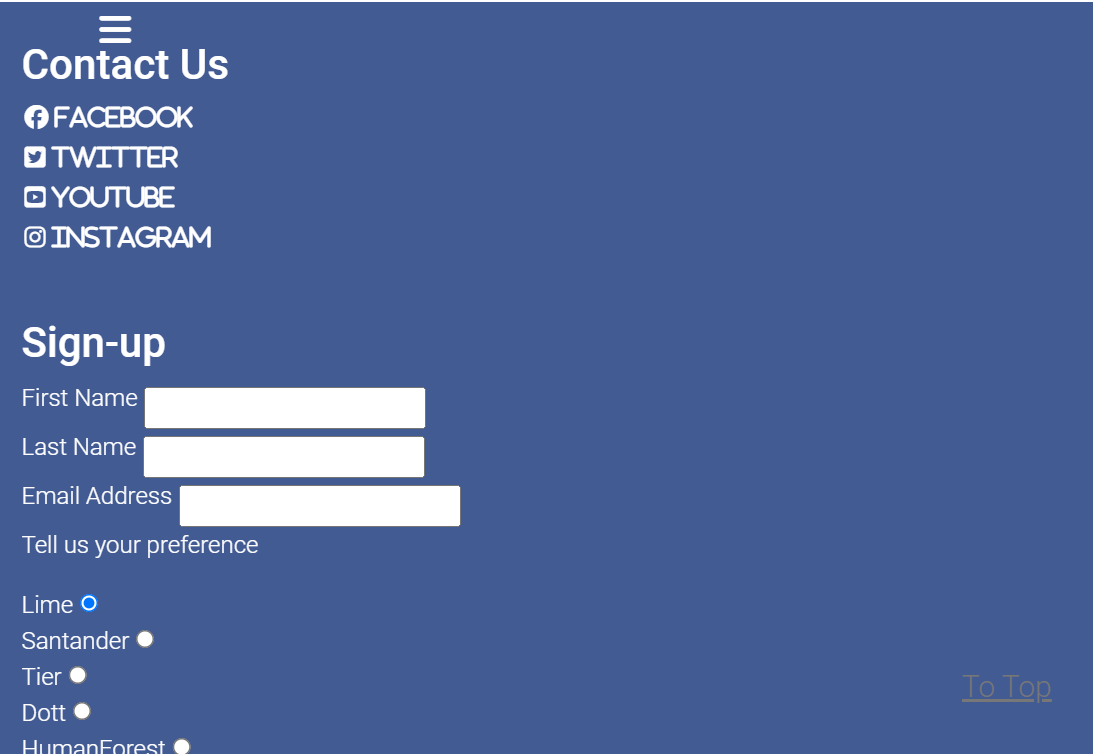 Contact Us
FACEBOOK
TWITTER
YOUTUBE
INSTAGRAM
Sign-up
First Name
Last Name
Email Address
Tell us your preference
Lime
Santander
Tier
To Top
Dott
HumanForest